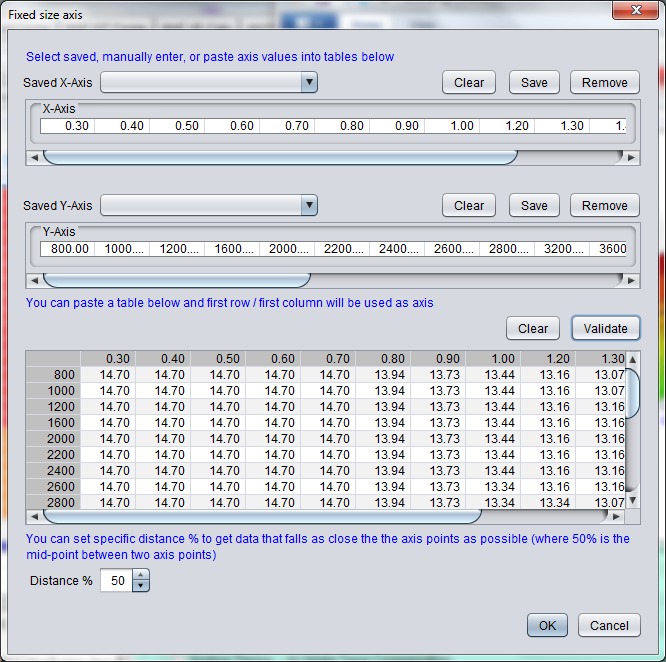 Fixed size axis
Select saved, manually enter, or paste axis values into tables below
Saved X-Axis Clear Save Remove
X-Axis
0.30 0.40 0.50 0.60 0.70 0.80 0.90 1.00 1.20 1.30 1.
Saved Y-Axis Clear Save Remove
Y-Axis
800.00 1000.... 1200.... 1600.... 2000.... 2200.... 2400.... 2600.... 2800.... 3200.... 3600
You can paste a table below and first row / first column will be used as axis
Clear Validate
0.30 0.40 0.50 0.60 0.70 0.80 0.90 1.00 1.20 1.30
800 14.70 14.70 14.70 14.70 14.70 13.94 13.73 13.44 13.16 13.07
1000 14.70 14.70 14.70 14.70 14.70 13.94 13.73 13.44 13.16 13.07
1200 14.70 14.70 14.70 14.70 14.70 13.94 13.73 13.44 13.16 13.16
1600 14.70 14.70 14.70 14.70 14.70 13.94 13.73 13.44 13.16 13.16
2000 14.70 14.70 14.70 14.70 14.70 13.94 13.73 13.44 13.16 13.16
2200 14.70 14.70 14.70 14.70 14.70 13.94 13.73 13.44 13.16 13.16
2400 14.70 14.70 14.70 14.70 14.70 13.94 13.73 13.44 13.16 13.16
2600 14.70 14.70 14.70 14.70 14.70 13.94 13.73 13.34 13.16 13.16
2800 14.70 14.70 14.70 14.70 14.70 13.94 13.73 13.34 13.34 13.07
You can set specific distance % to get data that falls as close the the axis points as possible (where 50% is the
mid-point between two axis points)
Distance % 50
OK Cancel